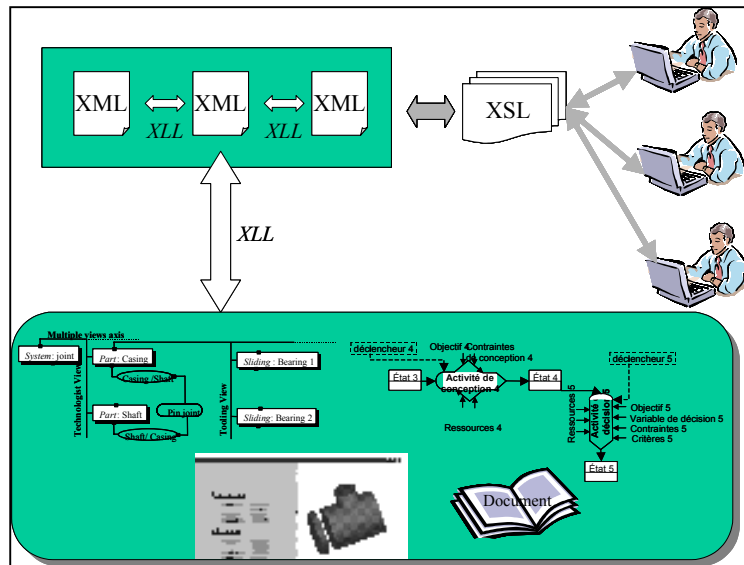 XML
XML
XML
XLL
XLL
XSL
XLL
Multiple views axis
System: joint
Part: Casing
Casing /Shaft
Technologist View
Part: Shaft
Shaft/ Casing
Pin joint
Tooling View
Sliding : Bearing 1
Sliding: Bearing 2
déclencheur 4
Objectif 4
Contraintes
de conception 4
État 3
Activité de
conception 4
État 4
Ressources 4
déclencheur 5
Ressources 5
Activité
décision 5
Objectif 5
Variable de décision 5
Contraintes 5
Critères 5
État 5
Document